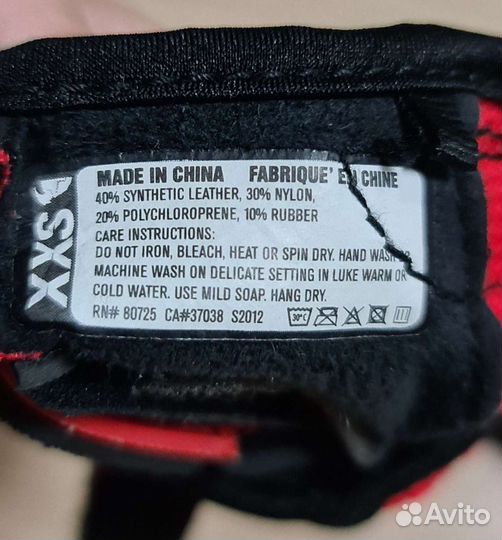 MADE IN CHINA FABRIQUE' EN CHINE
40% SYNTHETIC LEATHER, 30% NYLON,
20% POLYCHLOROPRENE, 10% RUBBER
CARE INSTRUCTIONS:
DO NOT IRON, BLEACH, HEAT OR SPIN DRY. HAND WASH OR
MACHINE WASH ON DELICATE SETTING IN LUKE WARM OR
COLD WATER. USE MILD SOAP. HANG DRY.
RN# 80725 CA#37038 S2012 30°C
SXS
XX
Avito